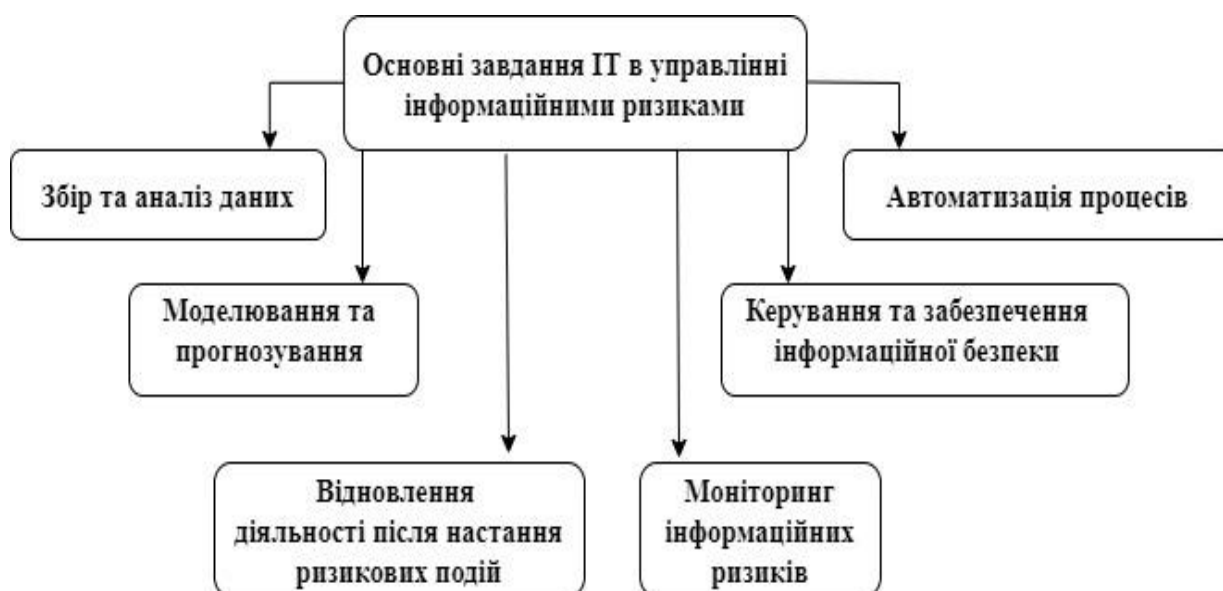 Основні завдання ІТ в управлінні
інформаційними ризиками
Збір та аналіз даних
Автоматизація процесів
Моделювання та
прогнозування
Керування та забезпечення
інформаційної безпеки
Відновлення
діяльності після настання
ризикових подій
Моніторинг
інформаційних
ризиків